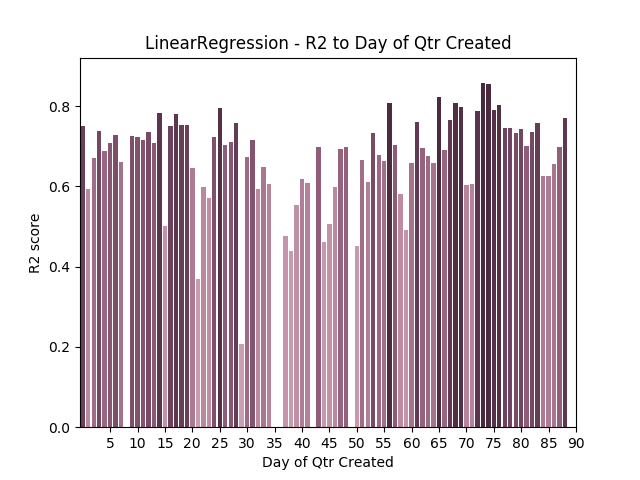 LinearRegression - R2 to Day of Qtr Created
0.8
0.6
0.4
0.2
0.0
R2 score
5 10 15 20 25 30 35 40 45 50 55 60 65 70 75 80 85 90
Day of Qtr Created